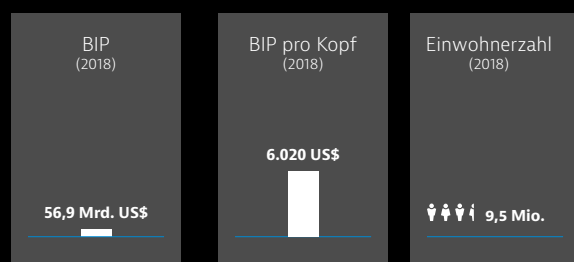 BIP
(2018)
56,9 Mrd. US$
BIP pro Kopf
(2018)
6.020 US$
Einwohnerzahl
(2018)
9,5 Mio.